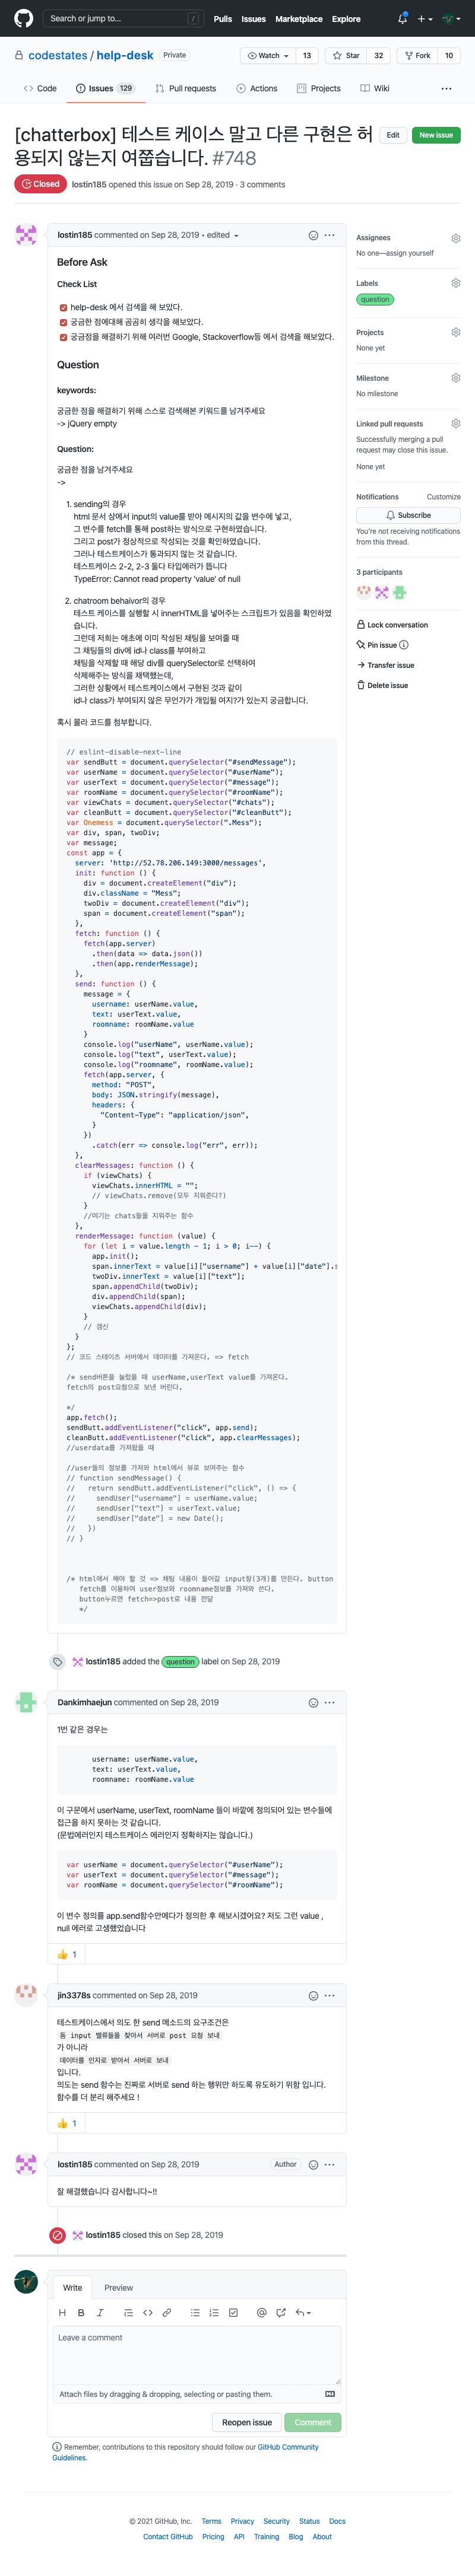 Search or jump to...
/
Pulls Issues Marketplace Explore
codestates / help-desk Private
Watch 13 Star 32 Fork 10
Code Issues 129 Pull requests Actions Projects Wiki
[chatterbox] 테스트 케이스 말고 다른 구현은 허
용되지 않는지 여쭙습니다. #748
Edit New issue
Closed lostin185 opened this issue on Sep 28, 2019 · 3 comments
lostin185 commented on Sep 28, 2019 • edited
Before Ask
Check List
help-desk 에서 검색을 해 보았다.
궁금한 점에대해 곰곰히 생각을 해보았다.
궁금점을 해결하기 위해 여러번 Google, Stackoverflow등 에서 검색을 해보았다.
Question
keywords:
궁금한 점을 해결하기 위해 스스로 검색해본 키워드를 남겨주세요
-> jQuery empty
Question:
궁금한 점을 남겨주세요
->
1. sending의 경우
html 문서 상에서 input의 value를 받아 메시지의 값을 변수에 넣고,
그 변수를 fetch를 통해 post하는 방식으로 구현하였습니다.
그리고 post가 정상적으로 작성되는 것을 확인하였습니다.
그러나 테스트케이스가 통과되지 않는 것 같습니다.
테스트케이스 2-2, 2-3 둘다 타입에러가 뜹니다
TypeError: Cannot read property 'value' of null
2. chatroom behaivor의 경우
테스트 케이스를 실행할 시 innerHTML을 넣어주는 스크립트가 있음을 확인하였
습니다.
그런데 저희는 애초에 이미 작성된 채팅을 보여줄 때
그 채팅들의 div에 id나 class를 부여하고
채팅을 삭제할 때 해당 div를 querySelector로 선택하여
삭제해주는 방식을 채택했는데,
그러한 상황에서 테스트케이스에서 구현된 것과 같이
id나 class가 부여되지 않은 무언가가 개입될 여지?가 있는지 궁금합니다.
혹시 몰라 코드를 첨부합니다.
// eslint-disable-next-line
var sendButt = document.querySelector("#sendMessage");
var userName = document.querySelector("#userName");
var userText = document.querySelector("#message");
var roomName = document.querySelector("#roomName");
var viewChats = document.querySelector("#chats");
var cleanButt = document.querySelector("#cleanButt");
var Onemess = document.querySelector(".Mess");
var div, span, twoDiv;
var message;
const app = {
  server: 'http://52.78.206.149:3000/messages',
  init: function () {
    div = document.createElement("div");
    div.className = "Mess";
    twoDiv = document.createElement("div");
    span = document.createElement("span");
  },
  fetch: function () {
    fetch(app.server)
      .then(data => data.json())
      .then(app.renderMessage);
  },
  send: function () {
    message = {
      username: userName.value,
      text: userText.value,
      roomname: roomName.value
    }
    console.log("userName", userName.value);
    console.log("text", userText.value);
    console.log("roomname", roomName.value);
    fetch(app.server, {
      method: "POST",
      body: JSON.stringify(message),
      headers: {
        "Content-Type": "application/json",
      }
    })
      .catch(err => console.log("err", err));
  },
  clearMessages: function () {
    if (viewChats) {
      viewChats.innerHTML = "";
      // viewChats.remove(모두 지워준다?)
    }
    //여기는 chats들을 지워주는 함수
  },
  renderMessage: function (value) {
    for (let i = value.length - 1; i > 0; i--) {
      app.init();
      span.innerText = value[i]["username"] + value[i]["date"].s
      twoDiv.innerText = value[i]["text"];
      span.appendChild(twoDiv);
      div.appendChild(span);
      viewChats.appendChild(div);
    }
    // 갱신
  }
};
// 코드 스테이츠 서버에서 데이터를 가져온다. => fetch
/* send버튼을 눌렀을 때 userName,userText value를 가져온다.
fetch의 post요청으로 보낸 버린다.
*/
app.fetch();
sendButt.addEventListener("click", app.send);
cleanButt.addEventListener("click", app.clearMessages);
//userdata를 가져왔을 때
//user들의 정보를 가져와 html에서 뷰로 보여주는 함수
// function sendMessage() {
//   return sendButt.addEventListener("click", () => {
//     sendUser["username"] = userName.value;
//     sendUser["text"] = userText.value;
//     sendUser["date"] = new Date();
//   })
// }
/* html에서 해야 할 것 => 채팅 내용이 들어갈 input창(3개)를 만든다. button
   fetch를 이용하여 user정보와 roomname정보를 가져와 쓴다.
   button누르면 fetch=>post로 내용 전달
   */
lostin185 added the question label on Sep 28, 2019
Dankimhaejun commented on Sep 28, 2019
1번 같은 경우는
username: userName.value,
text: userText.value,
roomname: roomName.value
이 구문에서 userName, userText, roomName 들이 바깥에 정의되어 있는 변수들에
접근을 하지 못하는 것 같습니다.
(문법에러인지 테스트케이스 에러인지 정확하지는 않습니다.)
var userName = document.querySelector("#userName");
var userText = document.querySelector("#message");
var roomName = document.querySelector("#roomName");
이 변수 정의를 app.send함수안에다가 정의한 후 해보시겠어요? 저도 그런 value ,
null 에러로 고생했었습니다
👍 1
jin3378s commented on Sep 28, 2019
테스트케이스에서 의도 한 send 메소드의 요구조건은
돔 input 밸류들을 찾아서 서버로 post 요청 보내
가 아니라
데이터를 인자로 받아서 서버로 보내
입니다.
의도는 send 함수는 진짜로 서버로 send 하는 행위만 하도록 유도하기 위함 입니다.
함수를 더 분리 해주세요 !
👍 1
lostin185 commented on Sep 28, 2019 Author
잘 해결했습니다 감사합니다~!!
lostin185 closed this on Sep 28, 2019
Write Preview
Leave a comment
Attach files by dragging & dropping, selecting or pasting them.
Reopen issue Comment
Remember, contributions to this repository should follow our GitHub Community
Guidelines.
Assignees
No one—assign yourself
Labels
question
Projects
None yet
Milestone
No milestone
Linked pull requests
Successfully merging a pull
request may close this issue.
None yet
Notifications Customize
Subscribe
You're not receiving notifications
from this thread.
3 participants
Lock conversation
Pin issue
Transfer issue
Delete issue
© 2021 GitHub, Inc. Terms Privacy Security Status Docs
Contact GitHub Pricing API Training Blog About